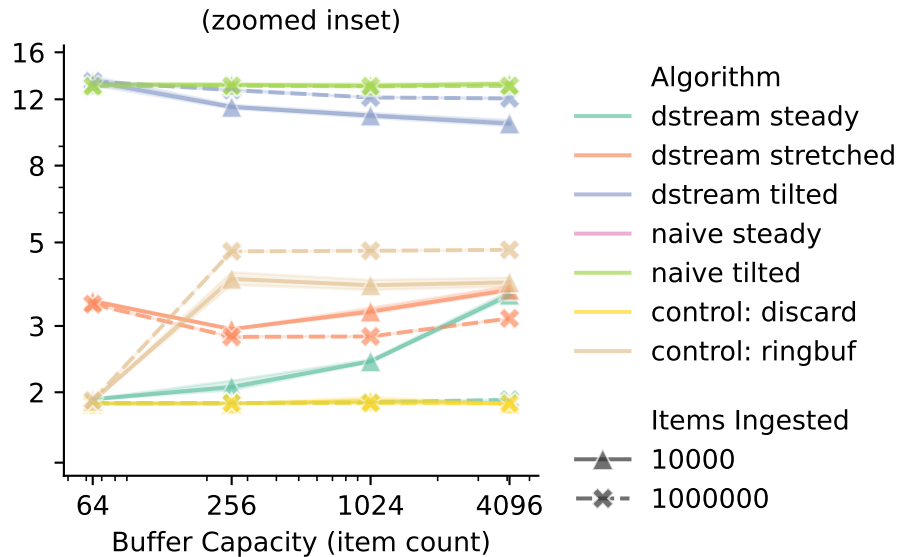 (zoomed inset)
16
12
8
5
3
2
64
256
1024
4096
Buffer Capacity (item count)
Algorithm
dstream steady
dstream stretched
dstream tilted
naive steady
naive tilted
control: discard
control: ringbuf
Items Ingested
10000
1000000